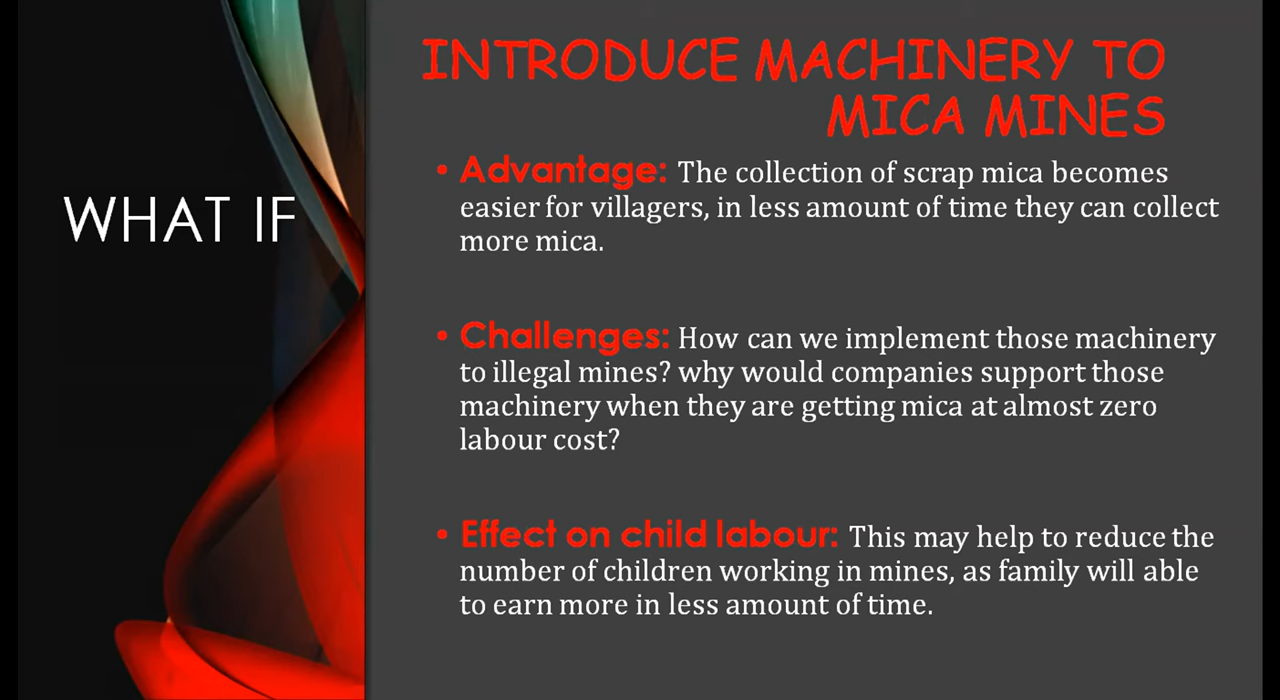 WHAT IF
INTRODUCE MACHINERY TO
MICA MINES
• Advantage: The collection of scrap mica becomes
easier for villagers, in less amount of time they can collect
more mica.
• Challenges: How can we implement those machinery
to illegal mines? why would companies support those
machinery when they are getting mica at almost zero
labour cost?
• Effect on child labour: This may help to reduce the
number of children working in mines, as family will able
to earn more in less amount of time.